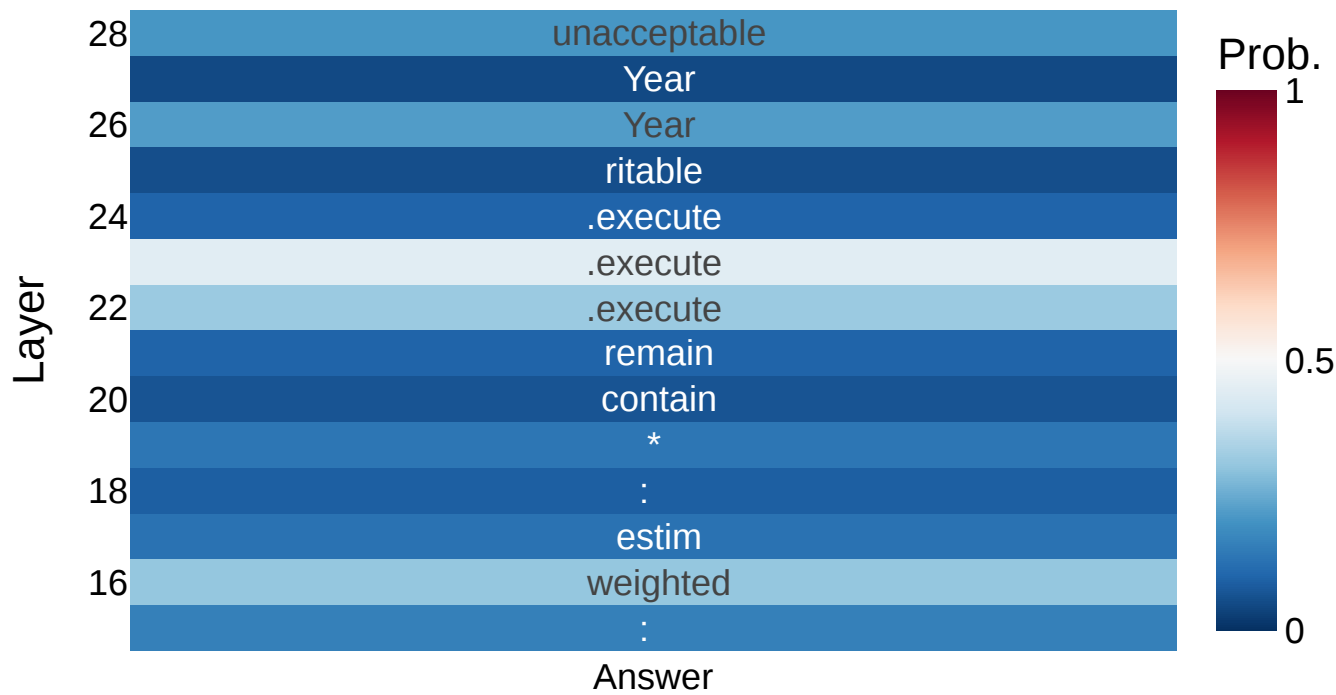 28 unacceptable
Year
26 Year
ritable
24 .execute
.execute
22 .execute
remain
20 contain
*
18 :
estim
16 weighted
:
Answer
Layer
Prob.
1
0.5
0